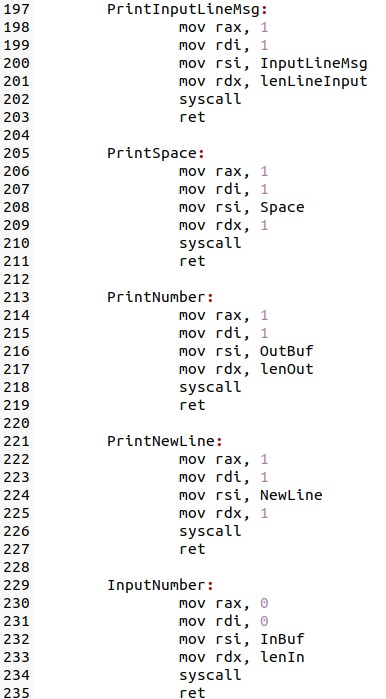 197 PrintInputLineMsg:
198 mov rax, 1
199 mov rdi, 1
200 mov rsi, InputLineMsg
201 mov rdx, lenLineInput
202 syscall
203 ret
204
205 PrintSpace:
206 mov rax, 1
207 mov rdi, 1
208 mov rsi, Space
209 mov rdx, 1
210 syscall
211 ret
212
213 PrintNumber:
214 mov rax, 1
215 mov rdi, 1
216 mov rsi, OutBuf
217 mov rdx, lenOut
218 syscall
219 ret
220
221 PrintNewLine:
222 mov rax, 1
223 mov rdi, 1
224 mov rsi, NewLine
225 mov rdx, 1
226 syscall
227 ret
228
229 InputNumber:
230 mov rax, 0
231 mov rdi, 0
232 mov rsi, InBuf
233 mov rdx, lenIn
234 syscall
235 ret